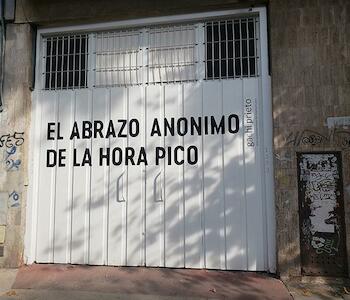 EL ABRAZO ANONIMO
DE LA HORA PICO
gachi prieto